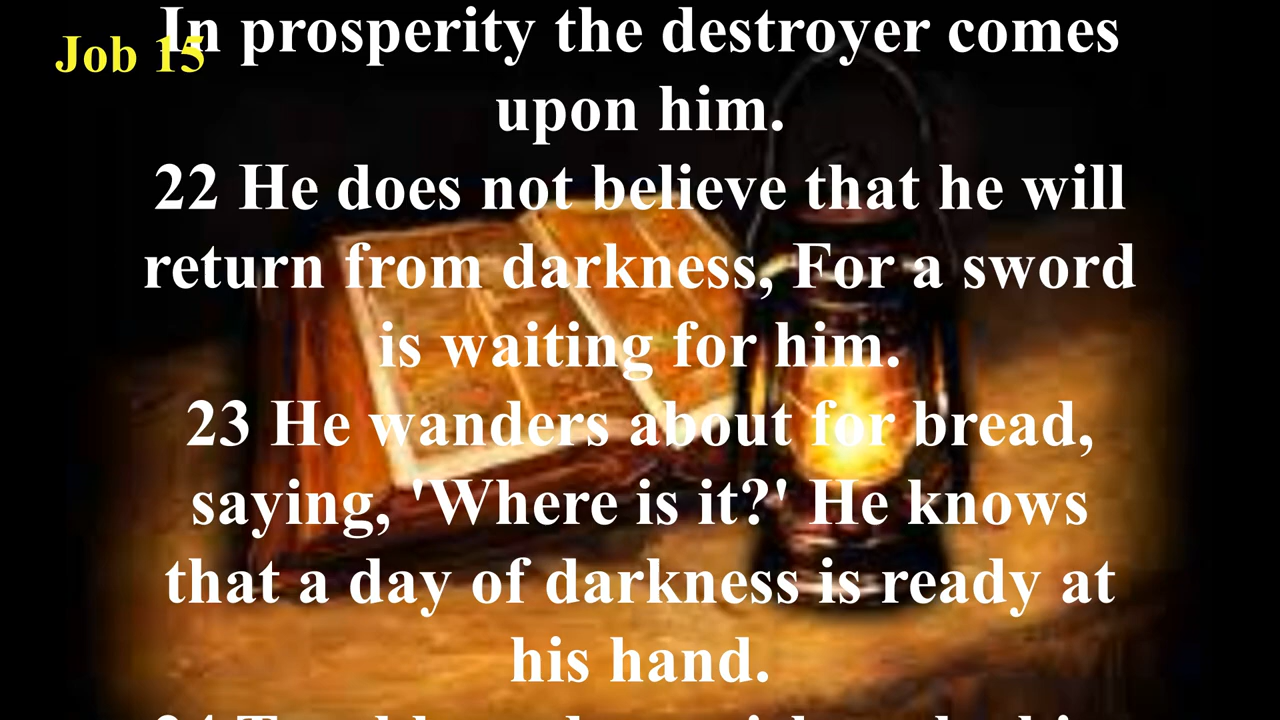 Job 15
In prosperity the destroyer comes
upon him.
22 He does not believe that he will
return from darkness, For a sword
is waiting for him.
23 He wanders about for bread,
saying, 'Where is it?' He knows
that a day of darkness is ready at
his hand.